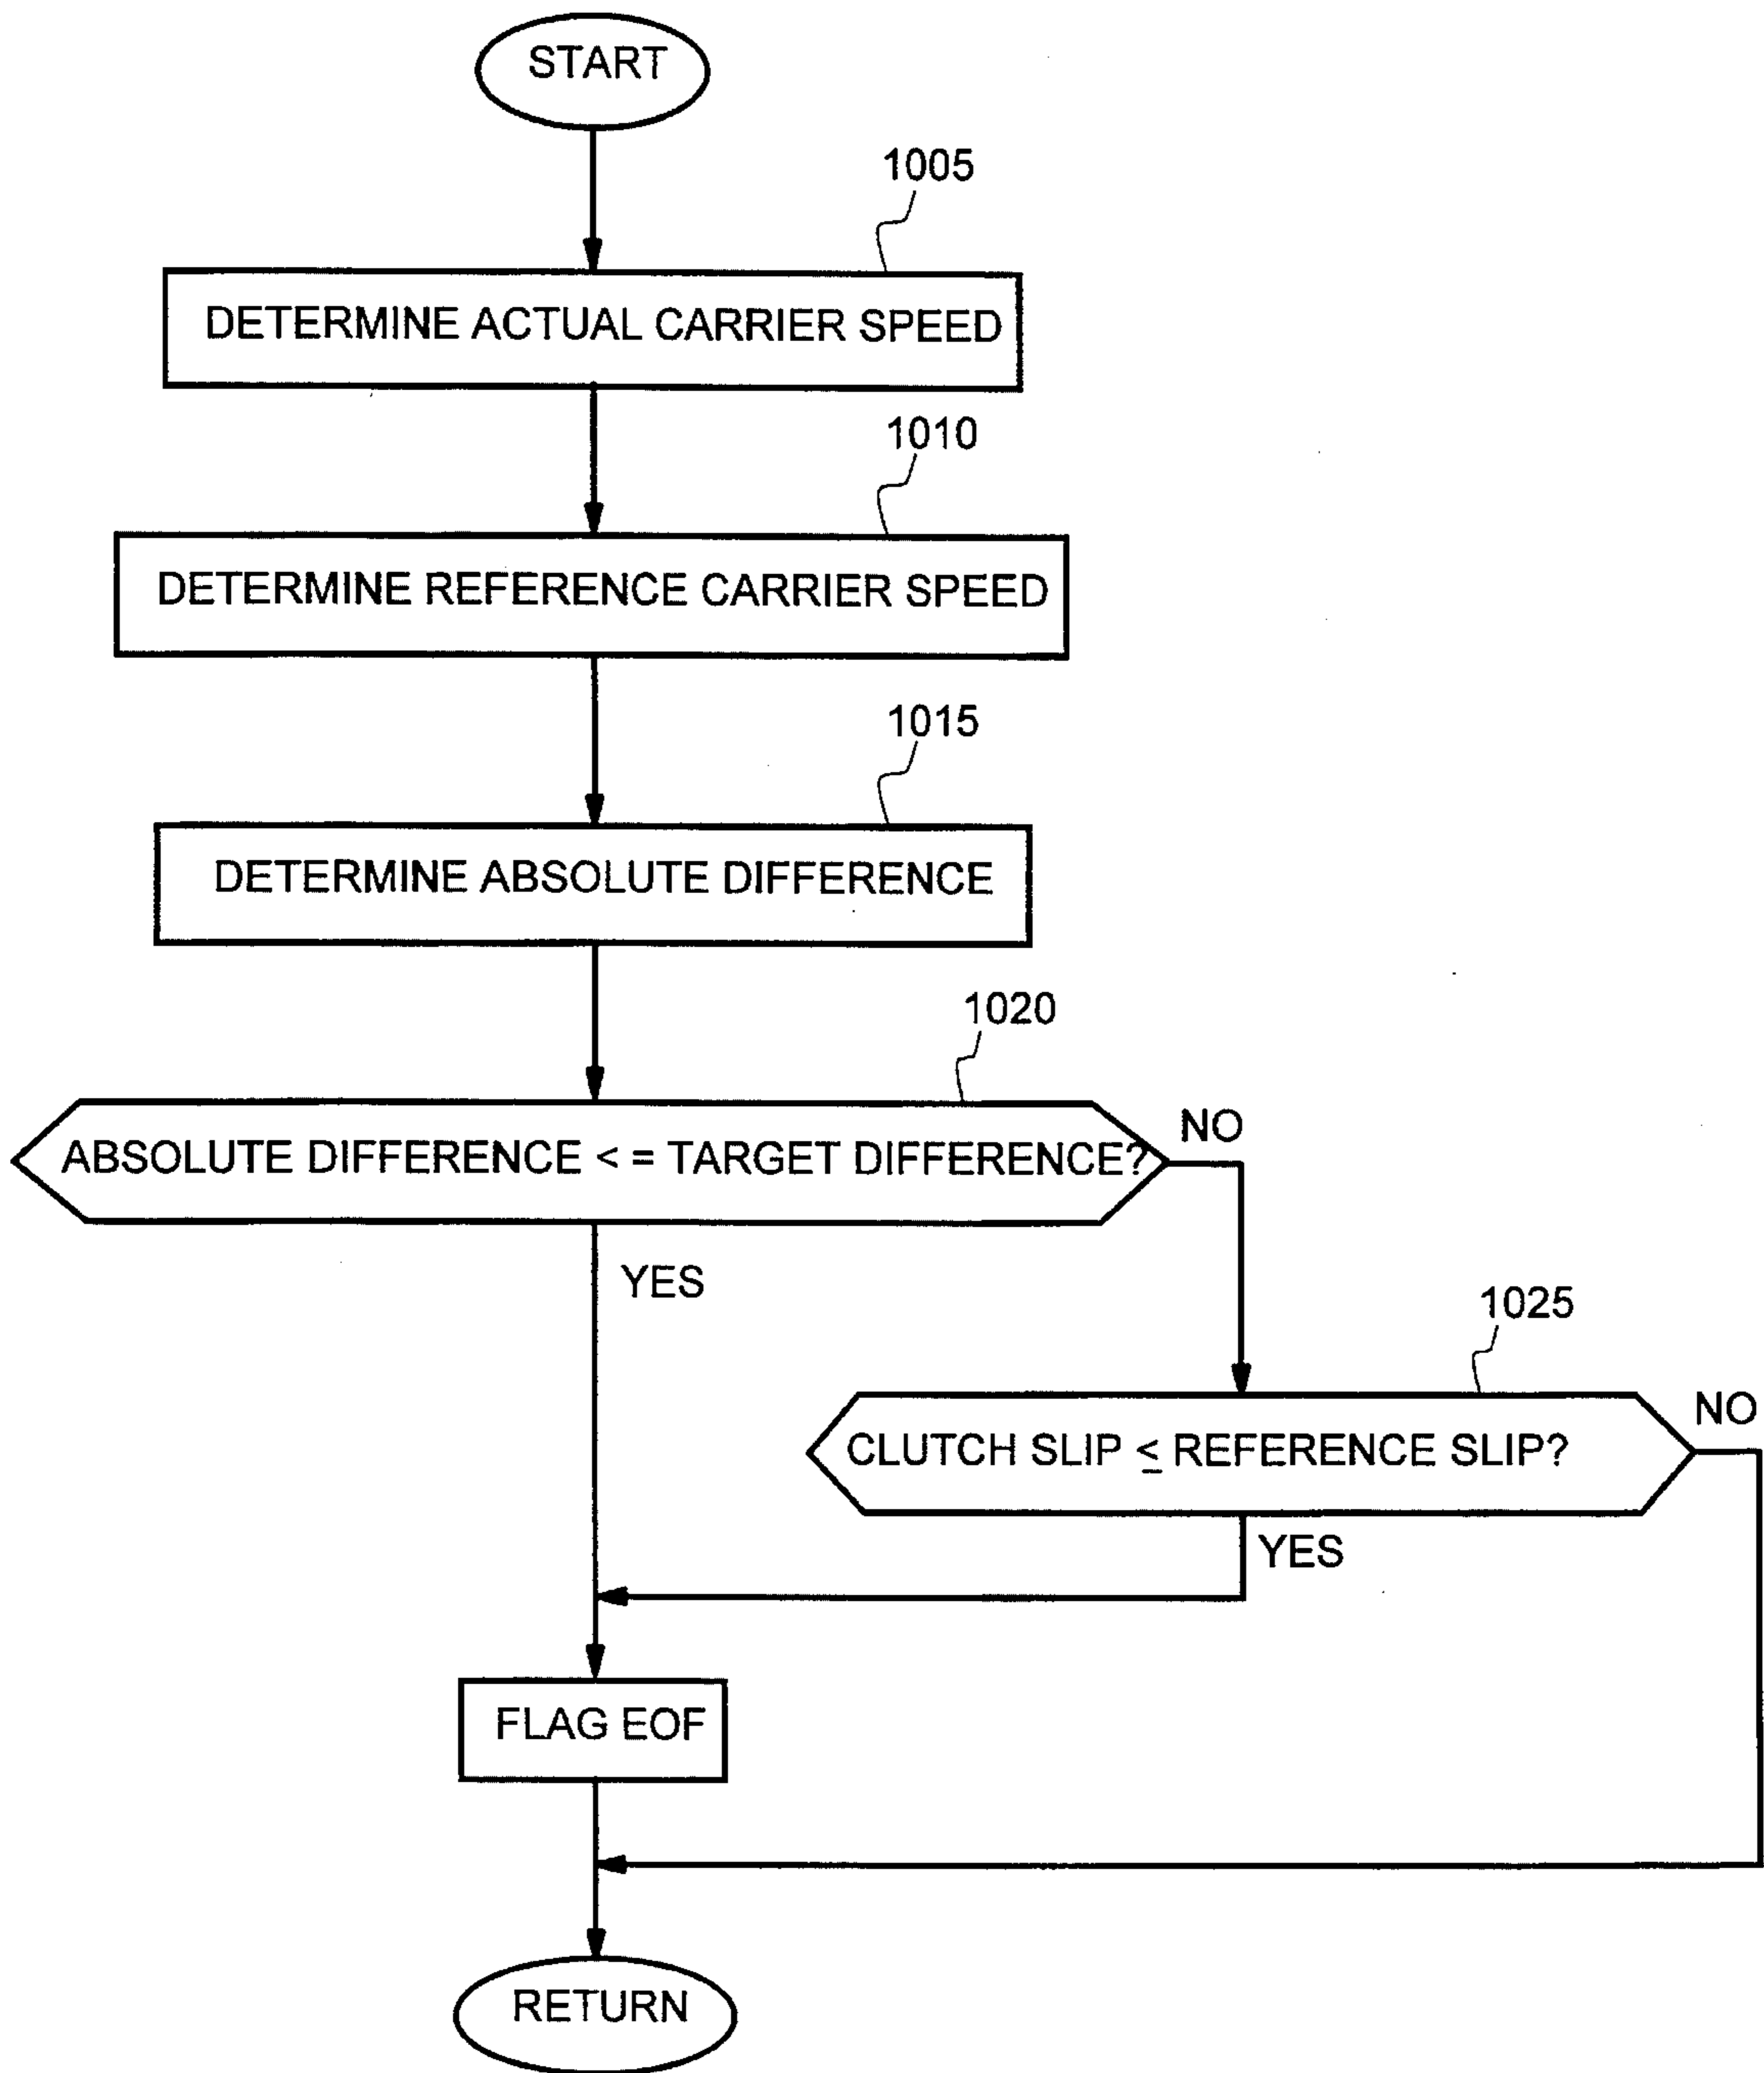 START
1005
DETERMINE ACTUAL CARRIER SPEED
1010
DETERMINE REFERENCE CARRIER SPEED
1015
DETERMINE ABSOLUTE DIFFERENCE
1020
ABSOLUTE DIFFERENCE < = TARGET DIFFERENCE?
NO
YES
1025
CLUTCH SLIP ≤ REFERENCE SLIP?
NO
YES
FLAG EOF
RETURN